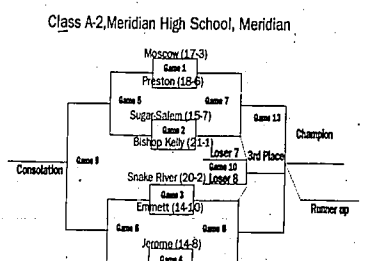 Class A-2,Meridian High School, Meridian
Moscow (17-3)
Game 1
Preston (18-6)
Game 5
Game 7
Sugar-Salem (15-7)
Game 13
Game 2
Champion
Bishop Kelly (21-1)
Loser 7
3rd Place
Game 9
Game 10
Consolation
Snake River (20-2)
Loser 8
Game 3
Emmett (14-10)
Runner up
Game 6
Game 8
Jerome (14-8)
Game 4